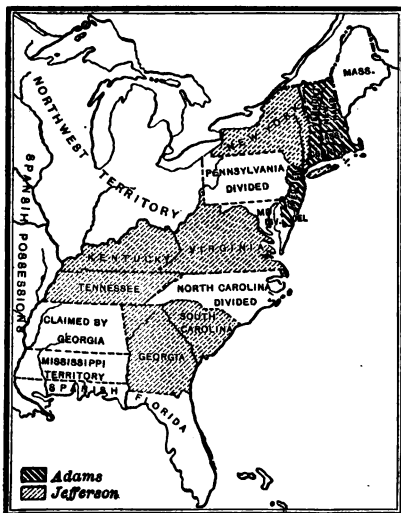 MASS.
NORTHWEST TERRITORY
SPANISH POSSESSIONS
NEW YORK
PENNSYLVANIA
DIVIDED
MD.
DIV.
DEL
KENTUCKY
VIRGINIA
TENNESSEE
NORTH CAROLINA
DIVIDED
SOUTH
CAROLINA
CLAIMED BY
GEORGIA
GEORGIA
MISSISSIPPI
TERRITORY
SPANISH
FLORIDA
Adams
Jefferson